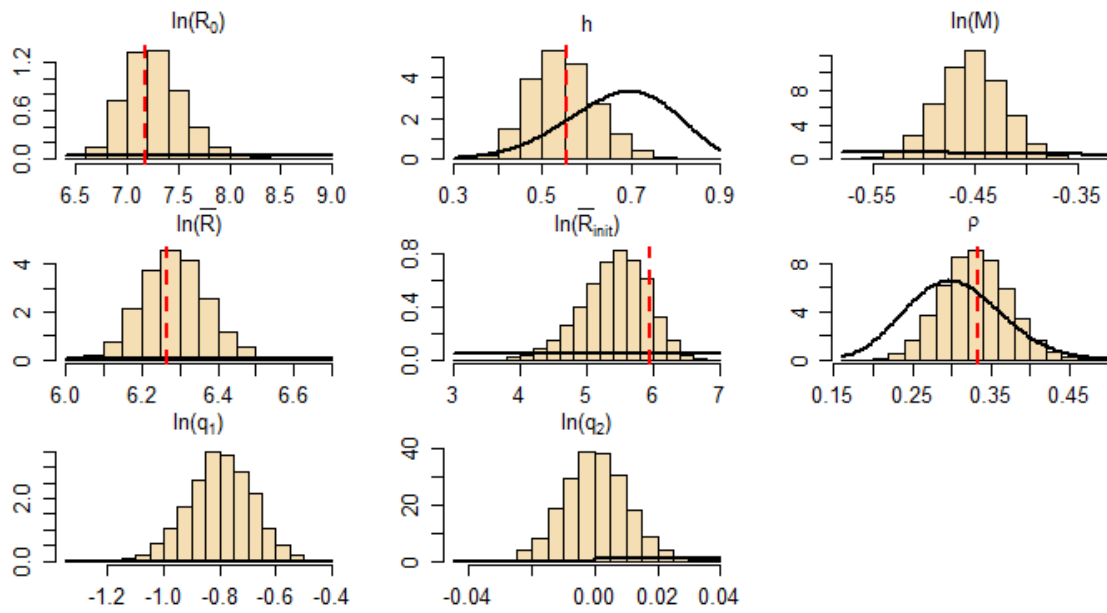 ln(R₀) h ln(M)
0.0 0.6 1.2
6.5 7.0 7.5 8.0 8.5 9.0
0 2 4
0.3 0.5 0.7 0.9
0 4 8
-0.55 -0.45 -0.35
ln(R̅) ln(R̅init) ρ
0 2 4
6.0 6.2 6.4 6.6
0.0 0.4 0.8
3 4 5 6 7
0 4 8
0.15 0.25 0.35 0.45
ln(q₁) ln(q₂)
0.0 2.0
-1.2 -1.0 -0.8 -0.6 -0.4
0 20 40
-0.04 0.00 0.02 0.04